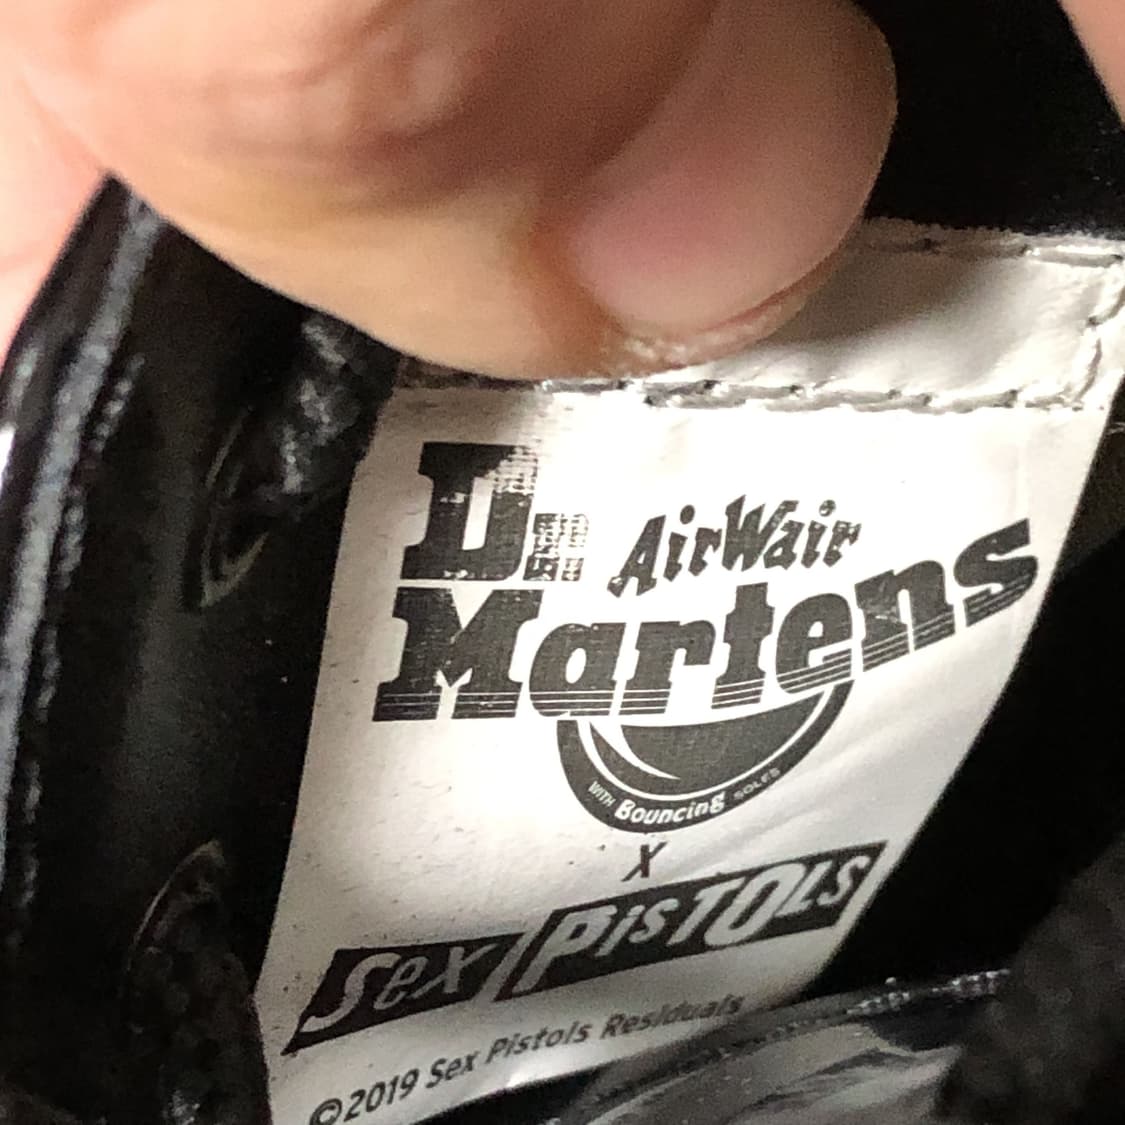 Dr. AirWair
Martens
WITH Bouncing SOLES
X
Sex PisTOLS
©2019 Sex Pistols Residuals